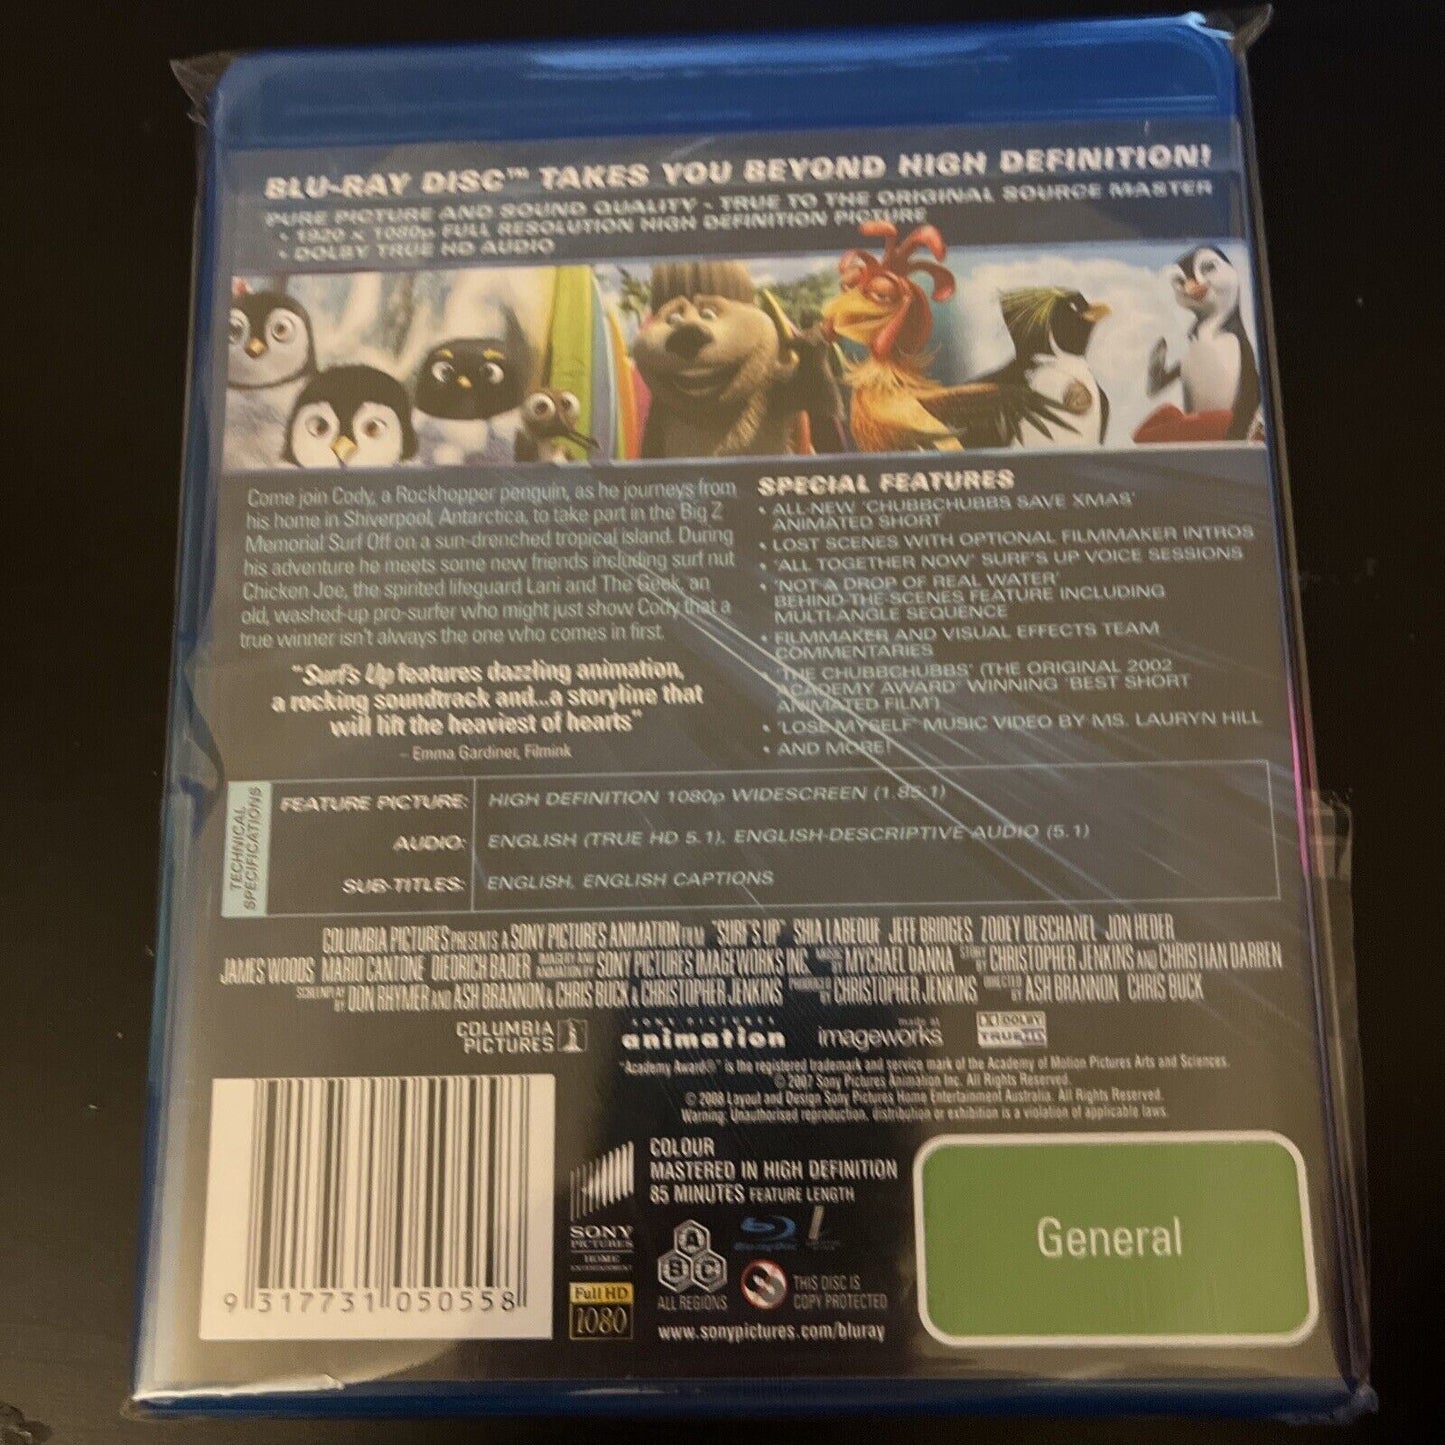 BLU-RAY DISC™ TAKES YOU BEYOND HIGH DEFINITION!
PURE PICTURE AND SOUND QUALITY - TRUE TO THE ORIGINAL SOURCE MASTER
• 1920 x 1080p FULL RESOLUTION HIGH DEFINITION PICTURE
• DOLBY TRUE HD AUDIO
Come join Cody, a Rockhopper penguin, as he journeys from
his home in Shiverpool, Antarctica, to take part in the Big Z
Memorial Surf Off on a sun-drenched tropical island. During
his adventure he meets some new friends including surf nut
Chicken Joe, the spirited lifeguard Lani and The Geek, an
old, washed-up pro-surfer who might just show Cody that a
true winner isn't always the one who comes in first.
"Surf's Up features dazzling animation,
a rocking soundtrack and...a storyline that
will lift the heaviest of hearts"
– Emma Gardiner, Filmink
SPECIAL FEATURES
• ALL-NEW 'CHUBBCHUBBS SAVE XMAS'
ANIMATED SHORT
• LOST SCENES WITH OPTIONAL FILMMAKER INTROS
• 'ALL TOGETHER NOW' SURF'S UP VOICE SESSIONS
• 'NOT A DROP OF REAL WATER'
BEHIND-THE-SCENES FEATURE INCLUDING
MULTI-ANGLE SEQUENCE
• FILMMAKER AND VISUAL EFFECTS TEAM
COMMENTARIES
'THE CHUBBCHUBBS' (THE ORIGINAL 2002
ACADEMY AWARD® WINNING 'BEST SHORT
ANIMATED FILM')
• 'LOSE MYSELF' MUSIC VIDEO BY MS. LAURYN HILL
• AND MORE!
TECHNICAL
SPECIFICATIONS
FEATURE PICTURE: HIGH DEFINITION 1080p WIDESCREEN (1.85:1)
AUDIO: ENGLISH (TRUE HD 5.1), ENGLISH-DESCRIPTIVE AUDIO (5.1)
SUB-TITLES: ENGLISH, ENGLISH CAPTIONS
COLUMBIA PICTURES PRESENTS A SONY PICTURES ANIMATION FILM "SURF'S UP" SHIA LABEOUF JEFF BRIDGES ZOOEY DESCHANEL JON HEDER
JAMES WOODS MARIO CANTONE DIEDRICH BADER IMAGERY AND ANIMATION BY SONY PICTURES IMAGEWORKS INC. MUSIC BY MYCHAEL DANNA STORY BY CHRISTOPHER JENKINS AND CHRISTIAN DARREN
SCREENPLAY BY DON RHYMER AND ASH BRANNON & CHRIS BUCK & CHRISTOPHER JENKINS PRODUCED BY CHRISTOPHER JENKINS DIRECTED BY ASH BRANNON CHRIS BUCK
COLUMBIA
PICTURES
SONY PICTURES
animation
made at
imageworks
DOLBY
TRUE HD
"Academy Award®" is the registered trademark and service mark of the Academy of Motion Pictures Arts and Sciences.
© 2007 Sony Pictures Animation Inc. All Rights Reserved.
© 2008 Layout and Design Sony Pictures Home Entertainment Australia. All Rights Reserved.
Warning: Unauthorised reproduction, distribution or exhibition is a violation of applicable laws.
9 317731 050558
SONY
PICTURES
HOME
ENTERTAINMENT
Full HD
1080
COLOUR
MASTERED IN HIGH DEFINITION
85 MINUTES FEATURE LENGTH
A
B C
ALL REGIONS
Blu-ray Disc
THIS DISC IS
COPY PROTECTED
www.sonypictures.com/bluray
General